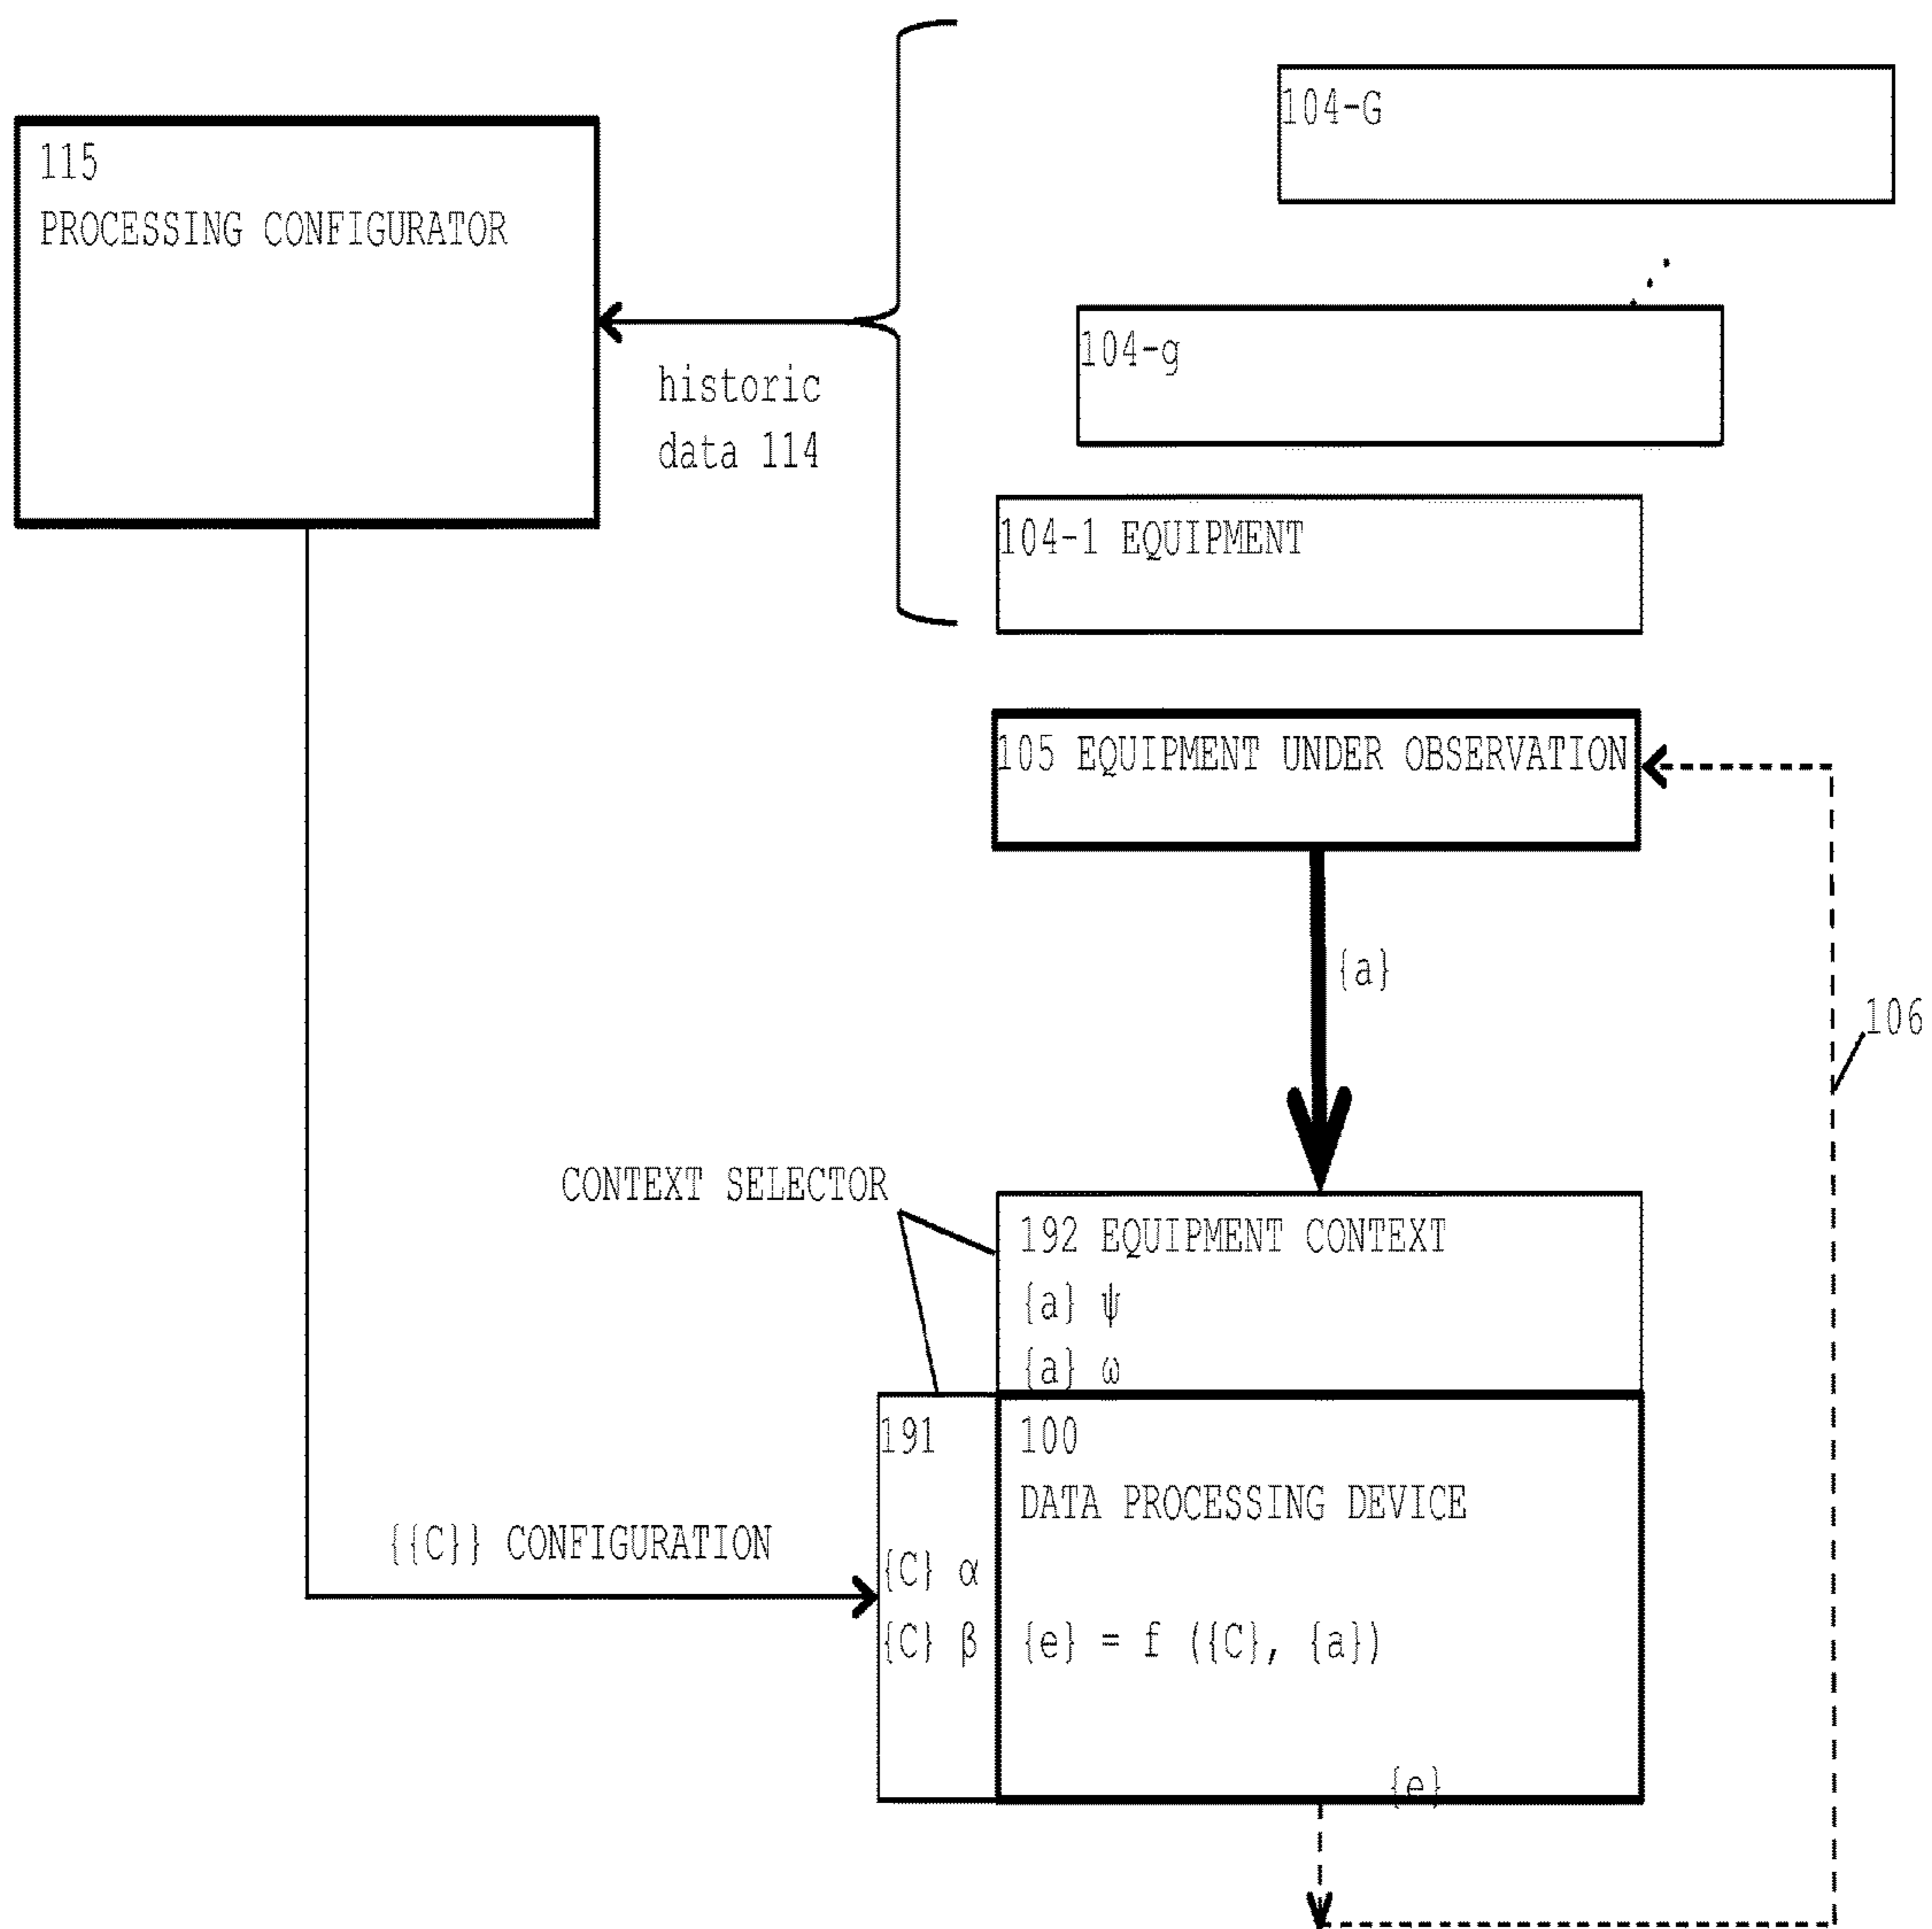 104-G
115
PROCESSING CONFIGURATOR
104-g
historic
data 114
104-1 EQUIPMENT
105 EQUIPMENT UNDER OBSERVATION
{a}
106
CONTEXT SELECTOR
192 EQUIPMENT CONTEXT
{a} ψ
{a} ω
191
100
DATA PROCESSING DEVICE
{{C}} CONFIGURATION
{C} α
{C} β
{e} = f ({C}, {a})
{e}